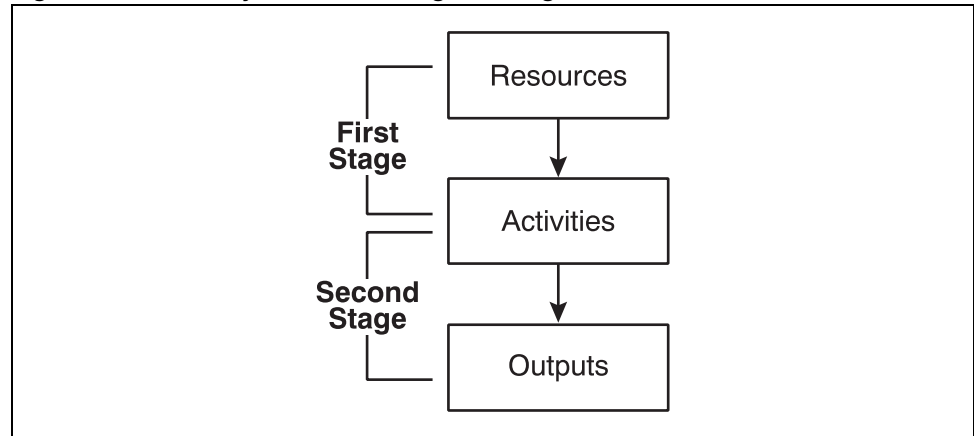 Resources
First
Stage
Activities
Second
Stage
Outputs